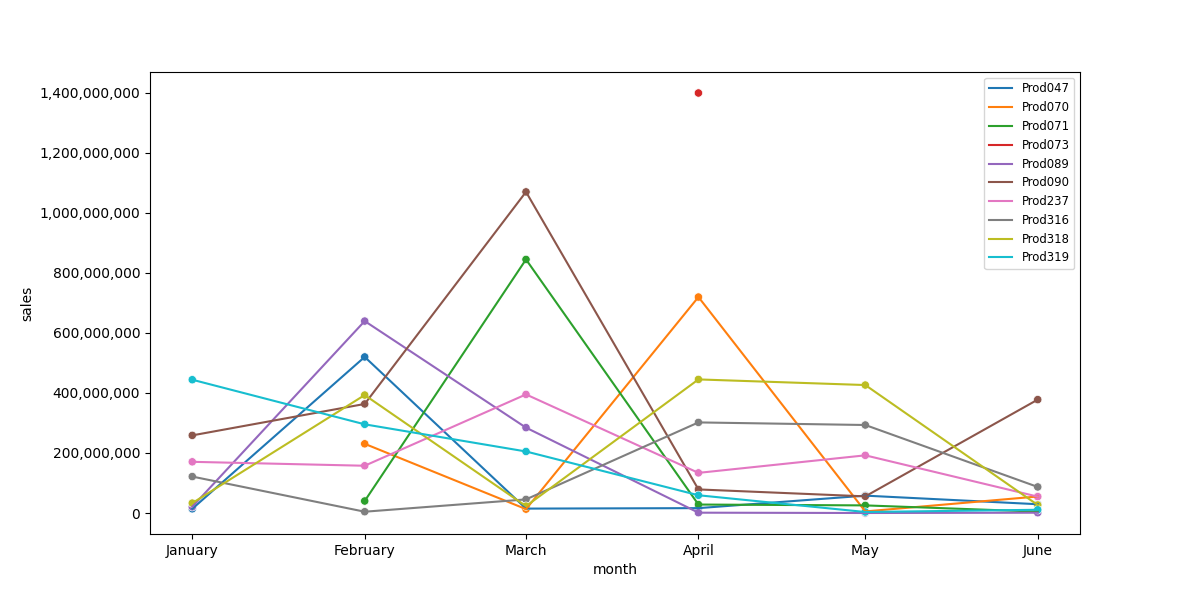 1,400,000,000
1,200,000,000
1,000,000,000
800,000,000
600,000,000
400,000,000
200,000,000
0
sales
January February March April May June
month
Prod047
Prod070
Prod071
Prod073
Prod089
Prod090
Prod237
Prod316
Prod318
Prod319